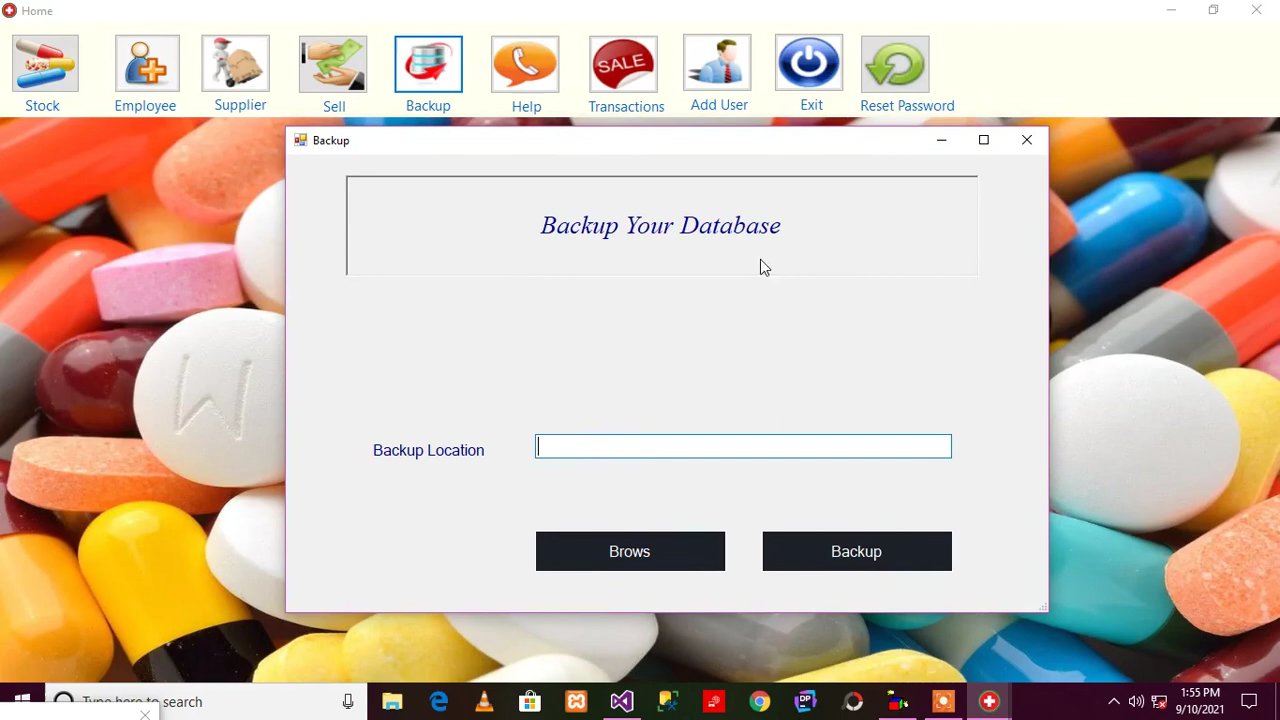 Home
Stock
Employee
Supplier
Sell
Backup
Help
SALE
Transactions
Add User
Exit
Reset Password
Backup
Backup Your Database
Backup Location
Brows
Backup
W
Type here to search
DP
1:55 PM
9/10/2021